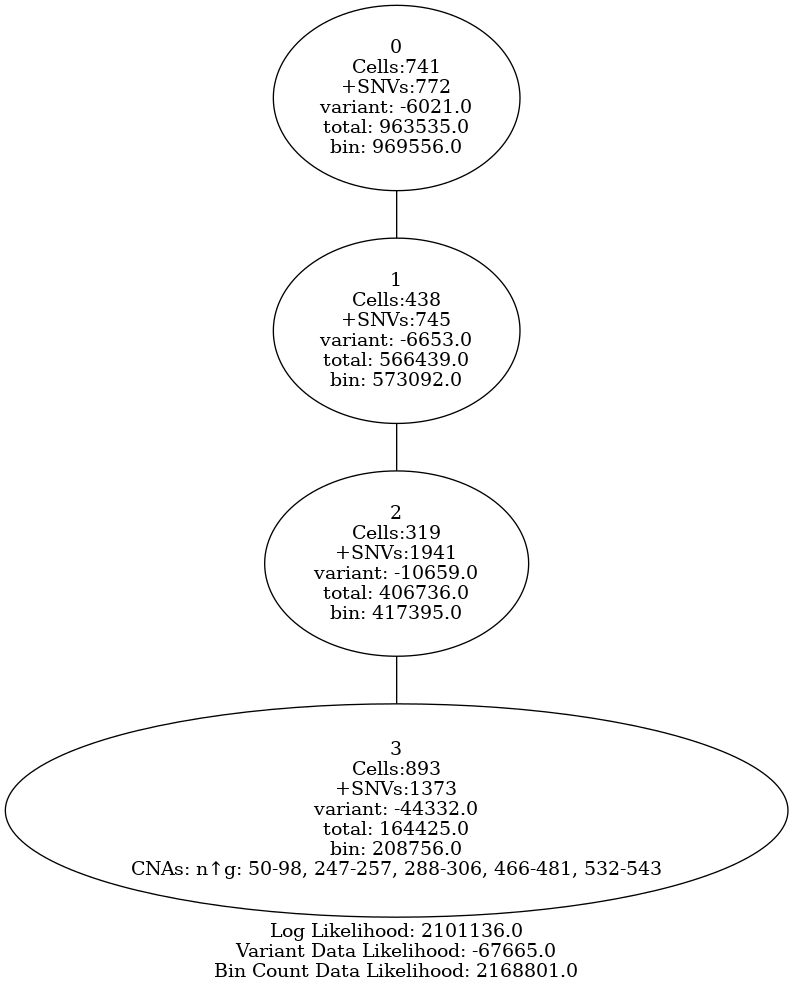 0
Cells:741
+SNVs:772
variant: -6021.0
total: 963535.0
bin: 969556.0
1
Cells:438
+SNVs:745
variant: -6653.0
total: 566439.0
bin: 573092.0
2
Cells:319
+SNVs:1941
variant: -10659.0
total: 406736.0
bin: 417395.0
3
Cells:893
+SNVs:1373
variant: -44332.0
total: 164425.0
bin: 208756.0
CNAs: n↑g: 50-98, 247-257, 288-306, 466-481, 532-543
Log Likelihood: 2101136.0
Variant Data Likelihood: -67665.0
Bin Count Data Likelihood: 2168801.0